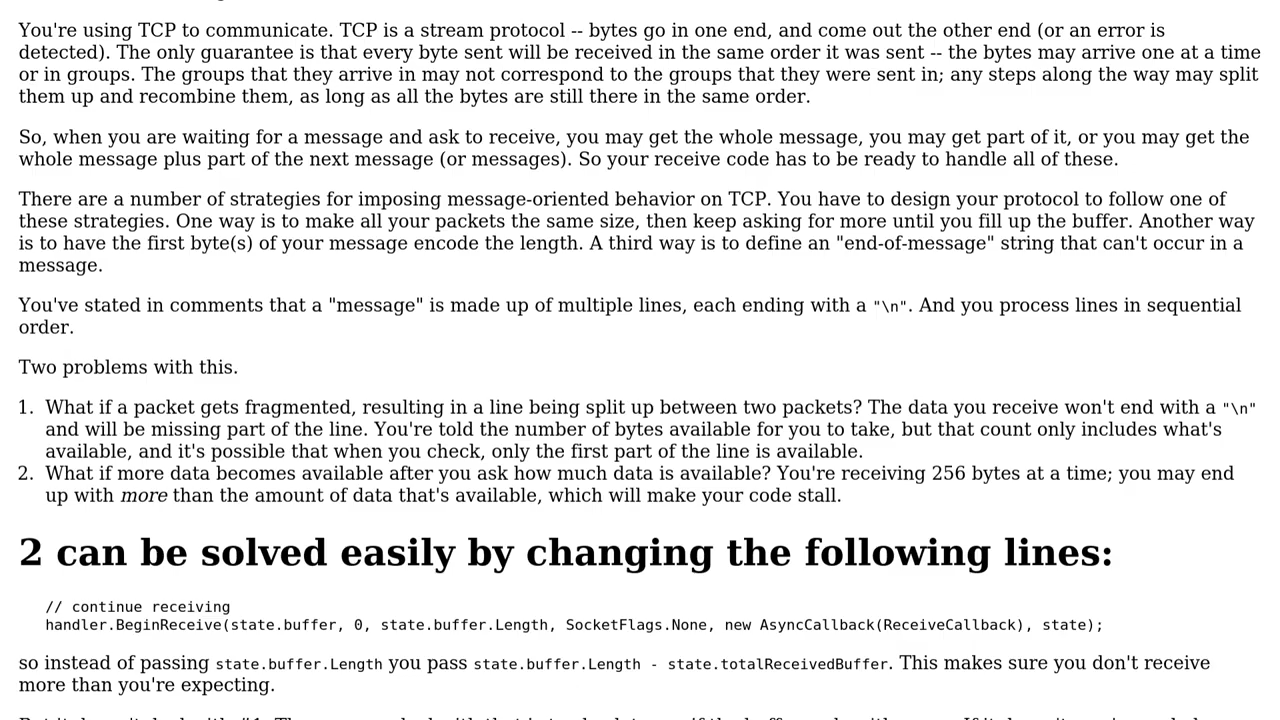 You're using TCP to communicate. TCP is a stream protocol -- bytes go in one end, and come out the other end (or an error is
detected). The only guarantee is that every byte sent will be received in the same order it was sent -- the bytes may arrive one at a time
or in groups. The groups that they arrive in may not correspond to the groups that they were sent in; any steps along the way may split
them up and recombine them, as long as all the bytes are still there in the same order.
So, when you are waiting for a message and ask to receive, you may get the whole message, you may get part of it, or you may get the
whole message plus part of the next message (or messages). So your receive code has to be ready to handle all of these.
There are a number of strategies for imposing message-oriented behavior on TCP. You have to design your protocol to follow one of
these strategies. One way is to make all your packets the same size, then keep asking for more until you fill up the buffer. Another way
is to have the first byte(s) of your message encode the length. A third way is to define an "end-of-message" string that can't occur in a
message.
You've stated in comments that a "message" is made up of multiple lines, each ending with a "\n". And you process lines in sequential
order.
Two problems with this.
1. What if a packet gets fragmented, resulting in a line being split up between two packets? The data you receive won't end with a "\n"
and will be missing part of the line. You're told the number of bytes available for you to take, but that count only includes what's
available, and it's possible that when you check, only the first part of the line is available.
2. What if more data becomes available after you ask how much data is available? You're receiving 256 bytes at a time; you may end
up with more than the amount of data that's available, which will make your code stall.
2 can be solved easily by changing the following lines:
// continue receiving
handler.BeginReceive(state.buffer, 0, state.buffer.Length, SocketFlags.None, new AsyncCallback(ReceiveCallback), state);
so instead of passing state.buffer.Length you pass state.buffer.Length - state.totalReceivedBuffer. This makes sure you don't receive
more than you're expecting.